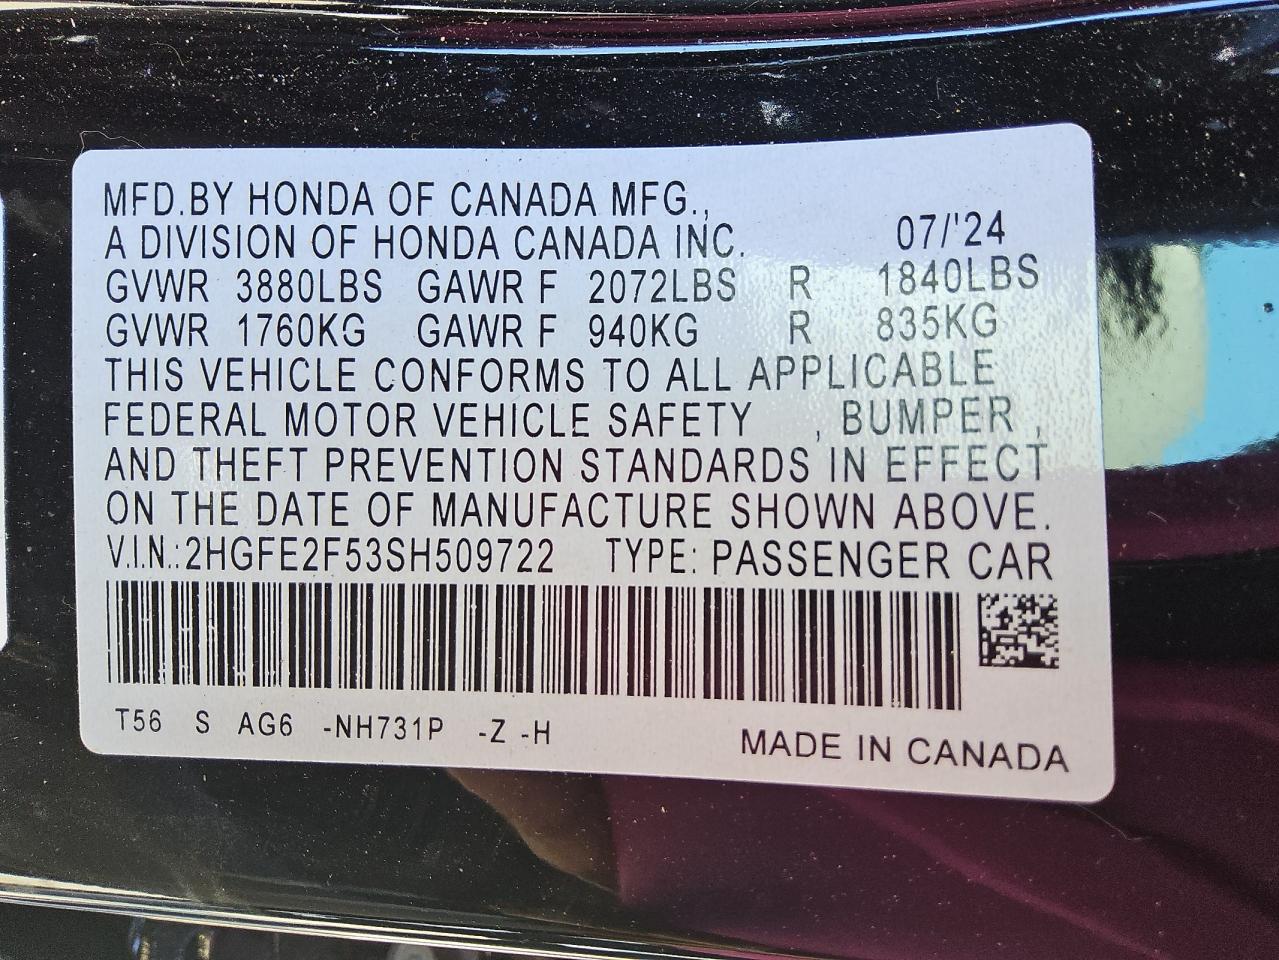 MFD.BY HONDA OF CANADA MFG.,
A DIVISION OF HONDA CANADA INC. 07/'24
GVWR 3880LBS GAWR F 2072LBS R 1840LBS
GVWR 1760KG GAWR F 940KG R 835KG
THIS VEHICLE CONFORMS TO ALL APPLICABLE
FEDERAL MOTOR VEHICLE SAFETY , BUMPER ,
AND THEFT PREVENTION STANDARDS IN EFFECT
ON THE DATE OF MANUFACTURE SHOWN ABOVE.
V.I.N.:2HGFE2F53SH509722 TYPE: PASSENGER CAR
T56 S AG6 -NH731P -Z -H
MADE IN CANADA